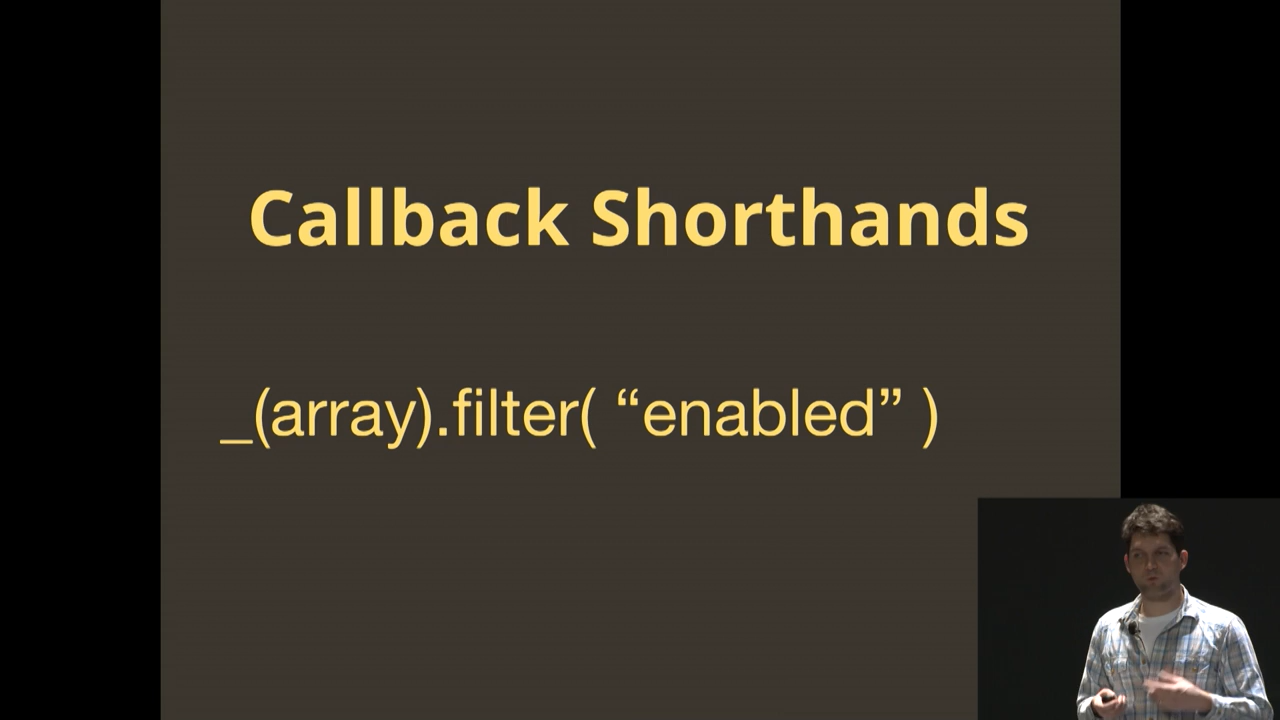 Callback Shorthands
_(array).filter( “enabled” )